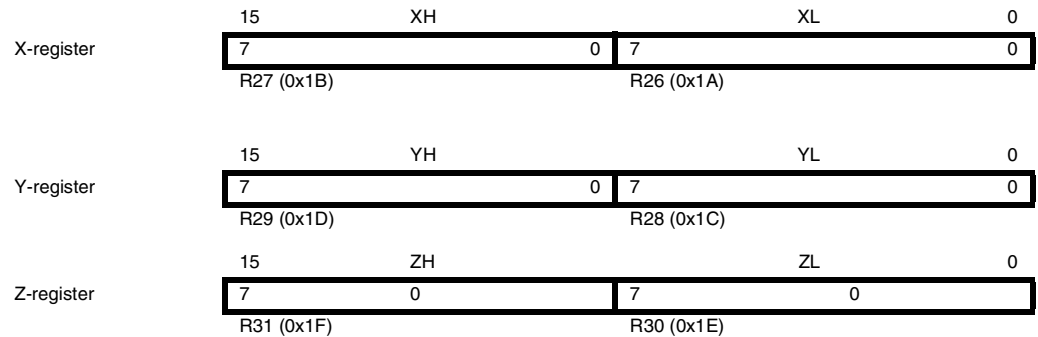 15 XH XL 0
X-register 7 0 7 0
R27 (0x1B) R26 (0x1A)
15 YH YL 0
Y-register 7 0 7 0
R29 (0x1D) R28 (0x1C)
15 ZH ZL 0
Z-register 7 0 7 0
R31 (0x1F) R30 (0x1E)